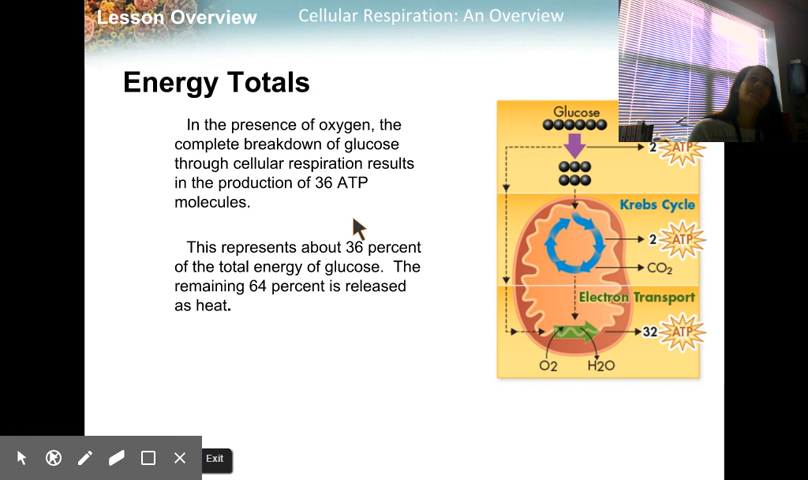 Lesson Overview
Cellular Respiration: An Overview
Energy Totals
In the presence of oxygen, the
complete breakdown of glucose
through cellular respiration results
in the production of 36 ATP
molecules.
This represents about 36 percent
of the total energy of glucose.  The
remaining 64 percent is released
as heat.
Glucose
2 ATP
Krebs Cycle
2 ATP
CO2
Electron Transport
32 ATP
O2
H2O
Exit